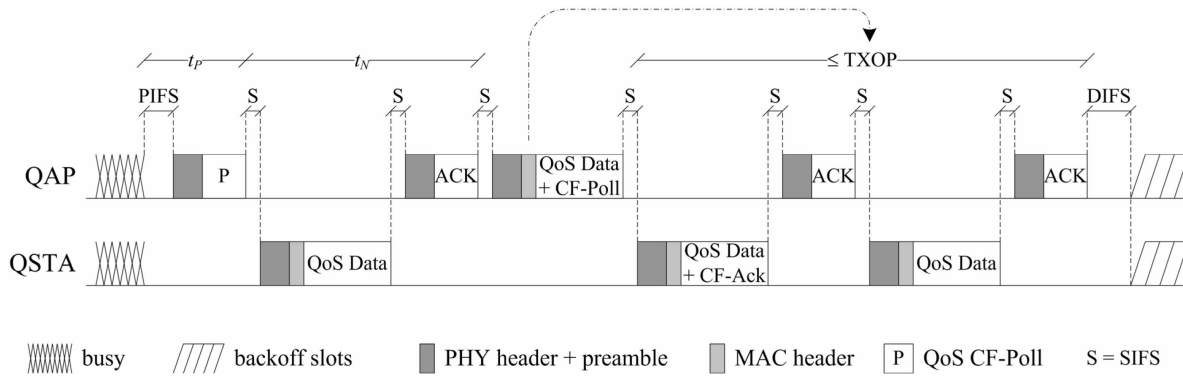 tP
tN
≤ TXOP
PIFS
S
S
S
S
S
S
S
DIFS
QAP
P
ACK
QoS Data
+ CF-Poll
ACK
ACK
QSTA
QoS Data
QoS Data
+ CF-Ack
QoS Data
busy
backoff slots
PHY header + preamble
MAC header
P
QoS CF-Poll
S = SIFS